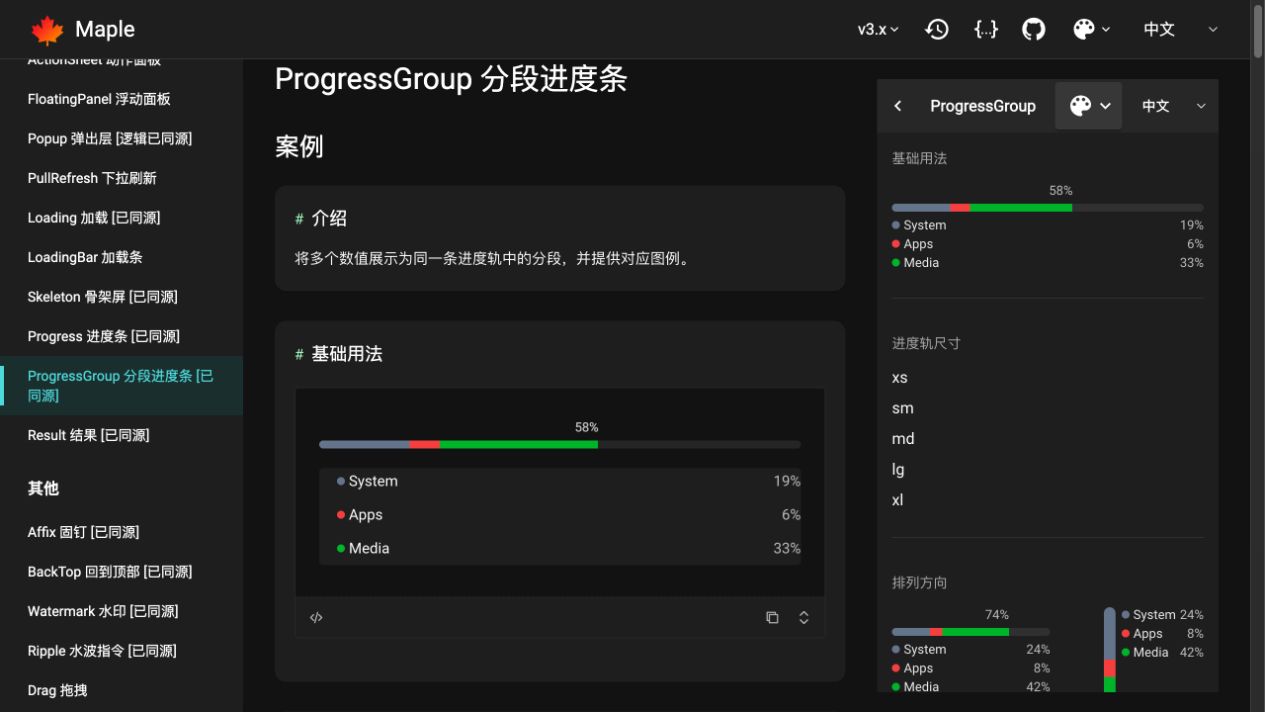 Maple
v3.x
中文
ActionSheet 动作面板
FloatingPanel 浮动面板
Popup 弹出层 [逻辑已同源]
PullRefresh 下拉刷新
Loading 加载 [已同源]
LoadingBar 加载条
Skeleton 骨架屏 [已同源]
Progress 进度条 [已同源]
ProgressGroup 分段进度条 [已
同源]
Result 结果 [已同源]
其他
Affix 固钉 [已同源]
BackTop 回到顶部 [已同源]
Watermark 水印 [已同源]
Ripple 水波指令 [已同源]
Drag 拖拽
ProgressGroup 分段进度条
案例
# 介绍
将多个数值展示为同一条进度轨中的分段，并提供对应图例。
# 基础用法
58%
System 19%
Apps 6%
Media 33%
ProgressGroup
中文
基础用法
58%
System 19%
Apps 6%
Media 33%
进度轨尺寸
xs
sm
md
lg
xl
排列方向
74%
System 24%
Apps 8%
Media 42%
System 24%
Apps 8%
Media 42%